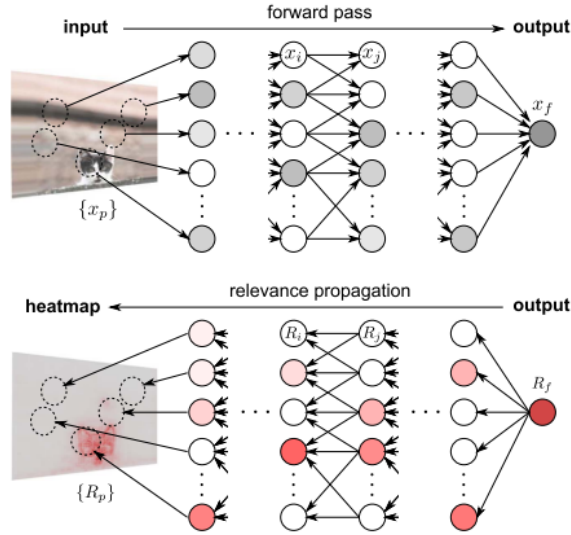 forward pass
input output
x_i x_j
x_f
{x_p}
relevance propagation
heatmap output
R_i R_j
R_f
{R_p}